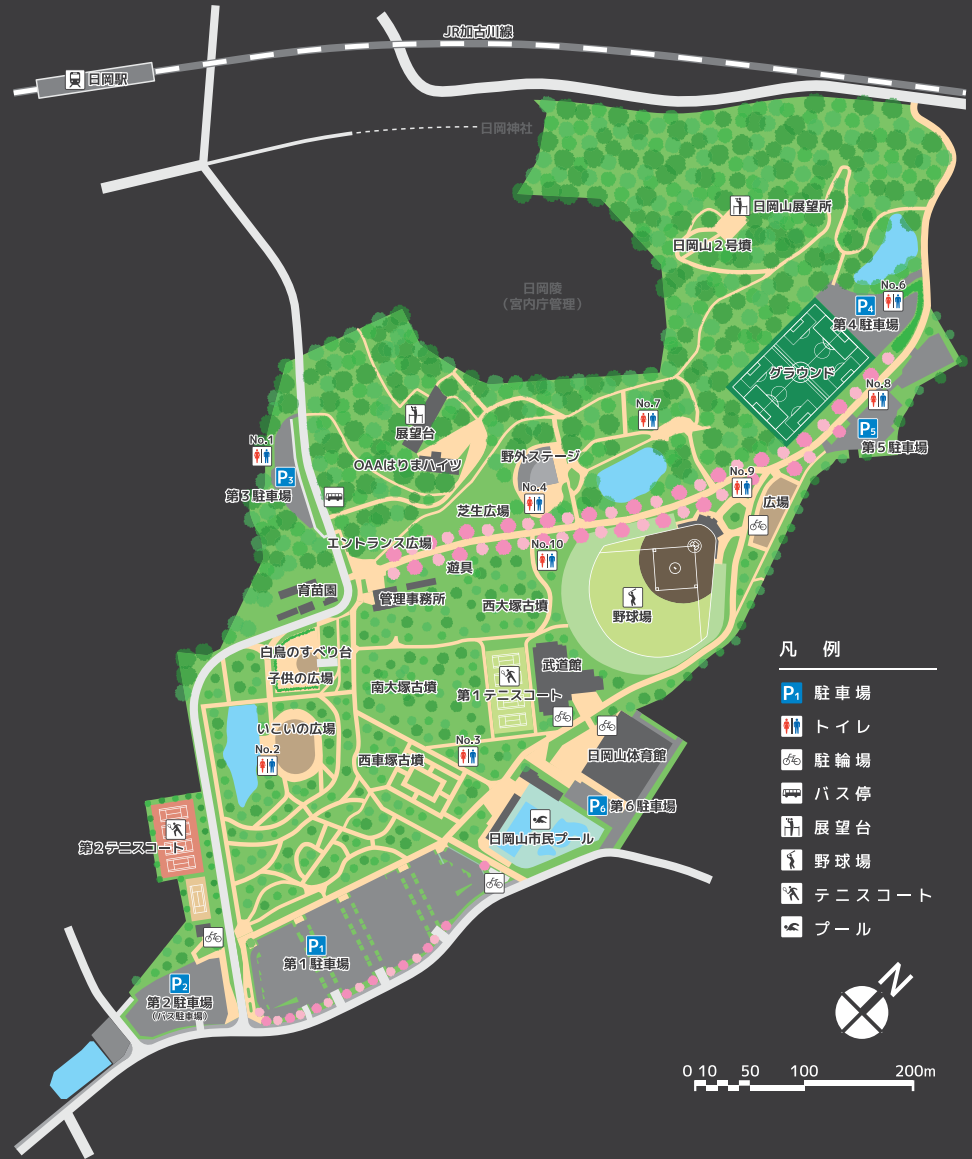 JR加古川線
日岡駅
日岡神社
日岡山展望所
日岡山2号墳
日岡陵
（宮内庁管理）
No.6
P4
第4駐車場
グラウンド
No.8
P5
第5駐車場
No.7
展望台
No.1
OAAはりまハイツ
野外ステージ
P3
第3駐車場
No.9
No.4
広場
芝生広場
エントランス広場
No.10
遊具
育苗園
管理事務所
西大塚古墳
野球場
白鳥のすべり台
子供の広場
武道館
南大塚古墳
第1テニスコート
いこいの広場
No.2
西車塚古墳
No.3
日岡山体育館
P6
第6駐車場
日岡山市民プール
第2テニスコート
P1
第1駐車場
P2
第2駐車場
（バス駐車場）
凡 例
P1 駐車場
トイレ
駐輪場
バス停
展望台
野球場
テニスコート
プール
N
0 10 50 100 200m